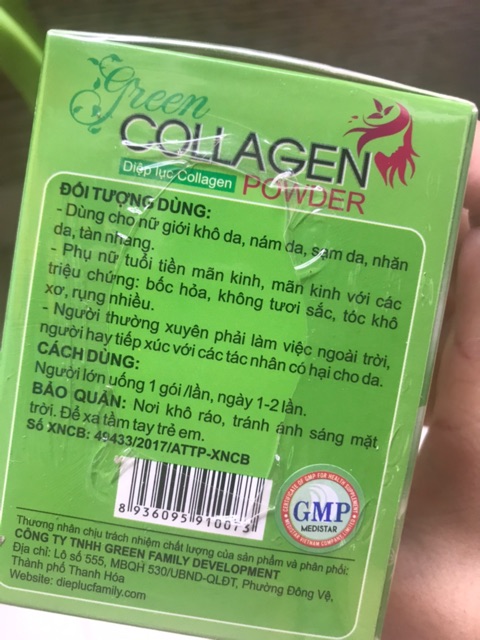 Green
COLLAGEN
Diệp lục Collagen POWDER
ĐỐI TƯỢNG DÙNG:
- Dùng cho nữ giới khô da, nám da, sạm da, nhăn
da, tàn nhang.
- Phụ nữ tuổi tiền mãn kinh, mãn kinh với các
triệu chứng: bốc hỏa, không tươi sắc, tóc khô
xơ, rụng nhiều.
- Người thường xuyên phải làm việc ngoài trời,
người hay tiếp xúc với các tác nhân có hại cho da.
CÁCH DÙNG:
Người lớn uống 1 gói /lần, ngày 1-2 lần.
BẢO QUẢN: Nơi khô ráo, tránh ánh sáng mặt
trời. Để xa tầm tay trẻ em.
Số XNCB: 49433/2017/ATTP-XNCB
8 936095 910073
GMP
MEDISTAR
Thương nhân chịu trách nhiệm chất lượng của sản phẩm và phân phối:
CÔNG TY TNHH GREEN FAMILY DEVELOPMENT
Địa chỉ: Lô số 555, MBQH 530/UBND-QLĐT, Phường Đông Vệ,
Thành phố Thanh Hóa
Website: dieplucfamily.com